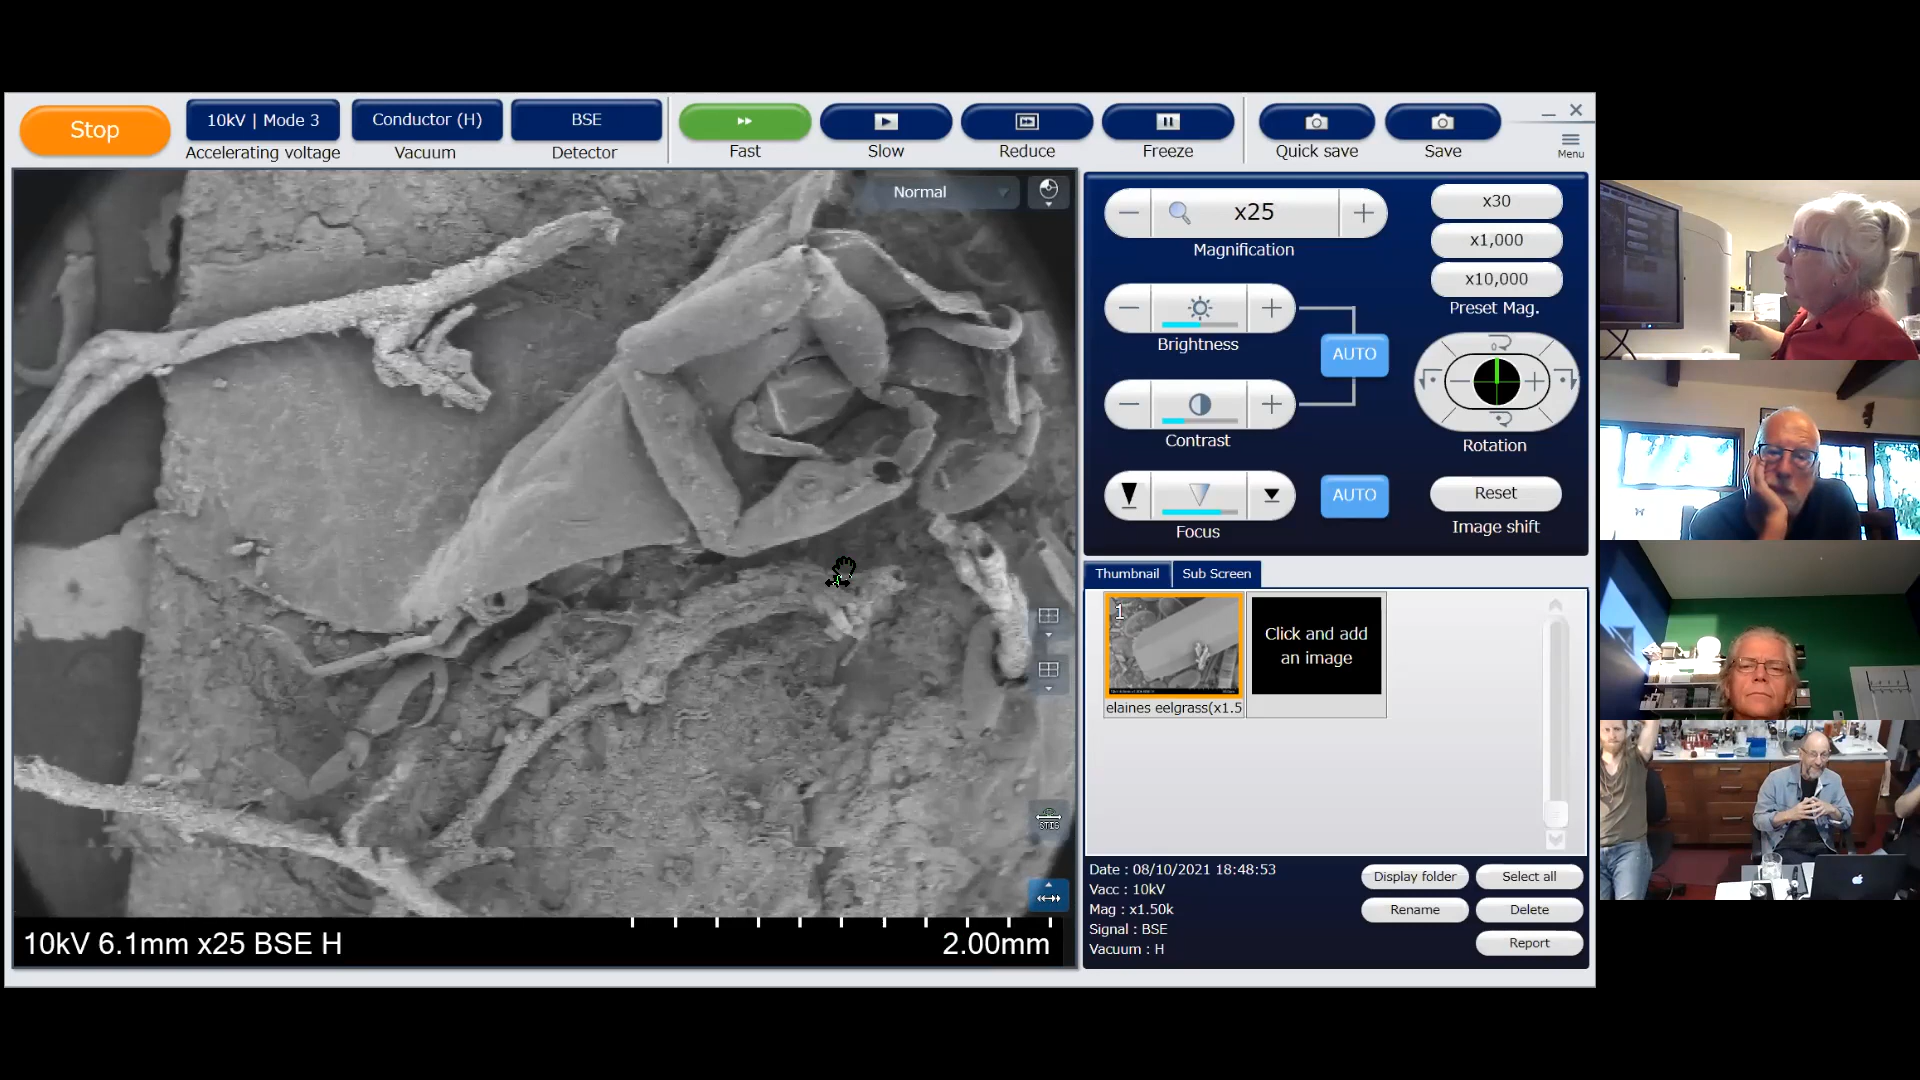 Stop
10kV | Mode 3
Accelerating voltage
Conductor (H)
Vacuum
BSE
Detector
Fast
Slow
Reduce
Freeze
Quick save
Save
Menu
Normal
x25
Magnification
x30
x1,000
x10,000
Preset Mag.
Brightness
AUTO
Contrast
Rotation
AUTO
Focus
Reset
Image shift
Thumbnail
Sub Screen
1
Click and add
an image
elaines eelgrass(x1.5
Date : 08/10/2021 18:48:53
Vacc : 10kV
Mag : x1.50k
Signal : BSE
Vacuum : H
Display folder
Select all
Rename
Delete
Report
10kV 6.1mm x25 BSE H
2.00mm